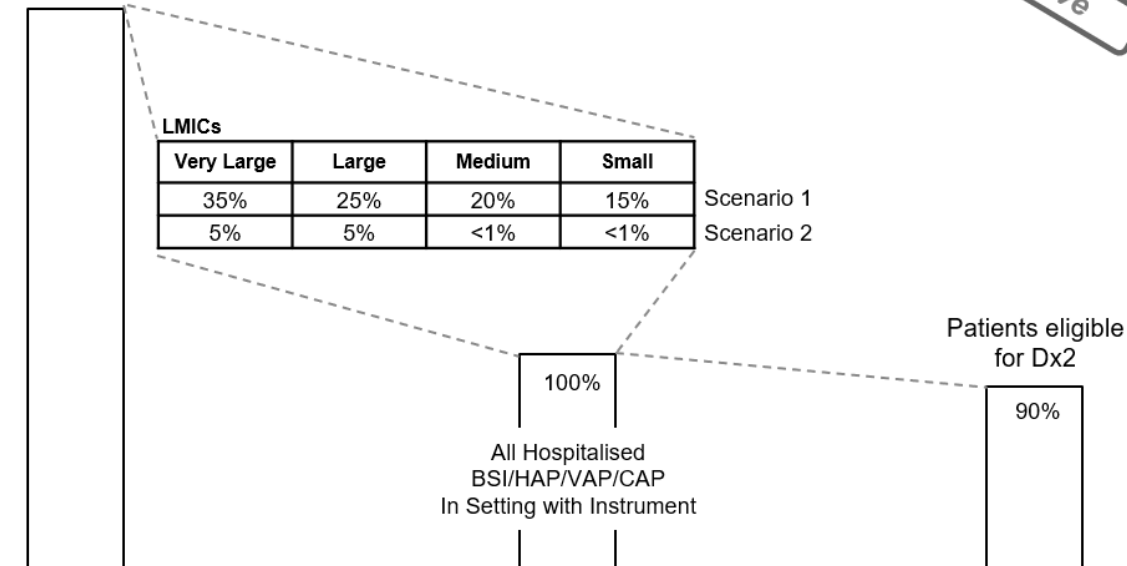 LMICs
Very Large Large Medium Small
35% 25% 20% 15% Scenario 1
5% 5% <1% <1% Scenario 2
Patients eligible
for Dx2
100%
90%
All Hospitalised
BSI/HAP/VAP/CAP
In Setting with Instrument